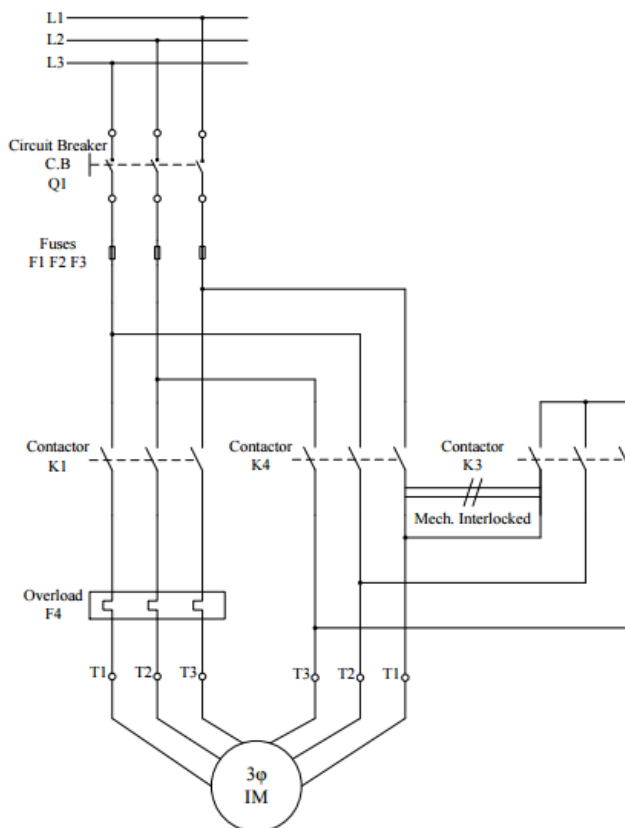 L1
L2
L3
Circuit Breaker
C.B
Q1
Fuses
F1 F2 F3
Contactor
K1
Contactor
K4
Contactor
K3
Mech. Interlocked
Overload
F4
T1 T2 T3 T3 T2 T1
3φ
IM